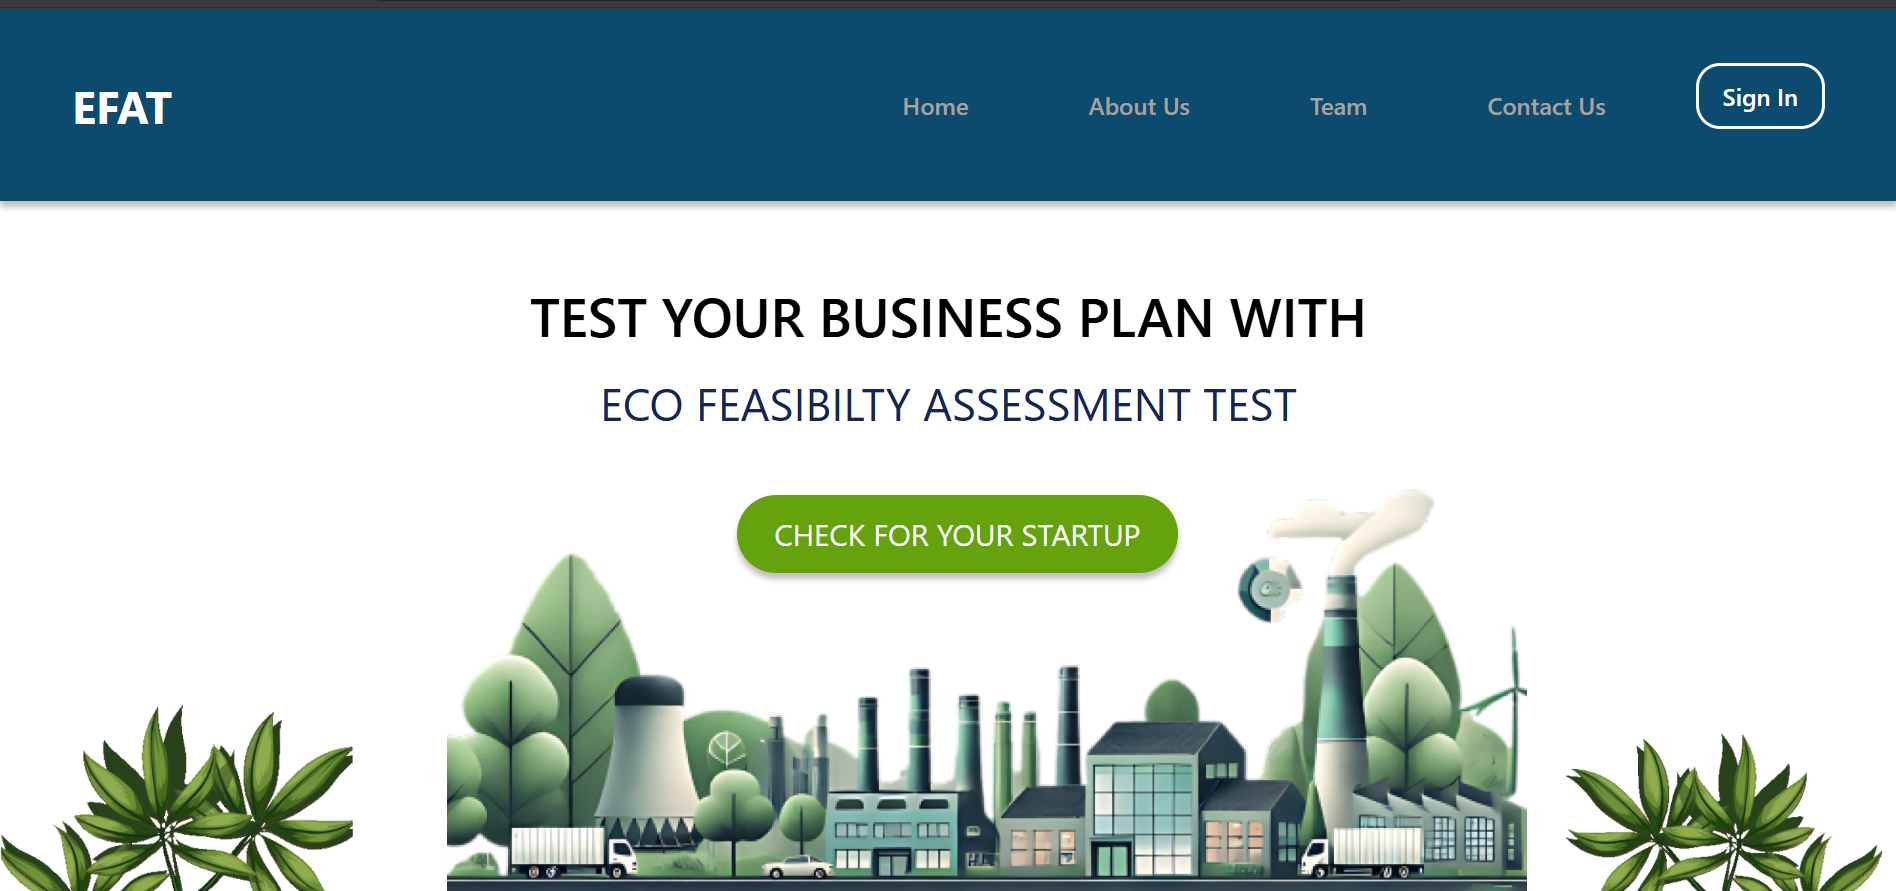 EFAT
Home
About Us
Team
Contact Us
Sign In
TEST YOUR BUSINESS PLAN WITH
ECO FEASIBILTY ASSESSMENT TEST
CHECK FOR YOUR STARTUP